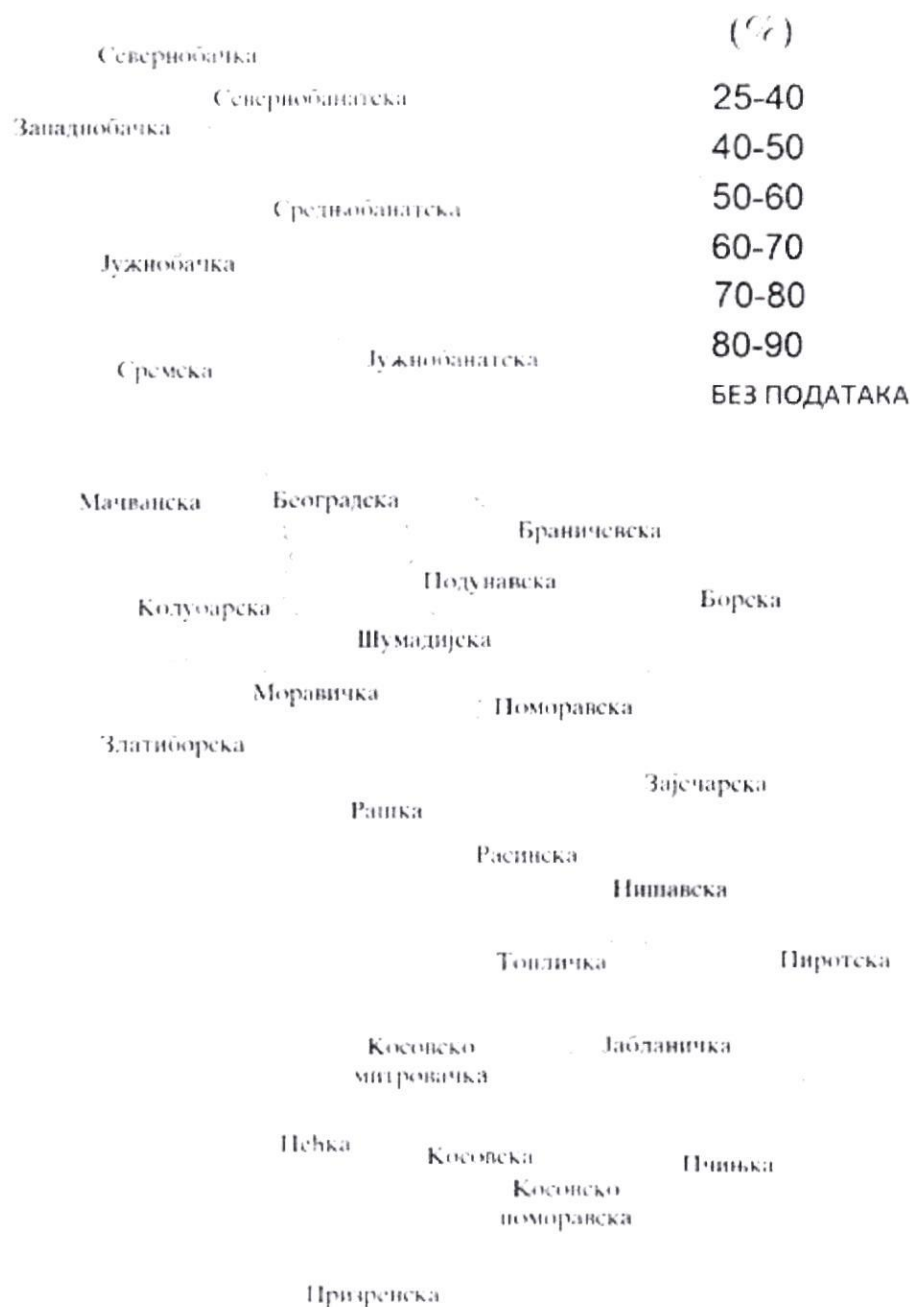 (%)
Севернобачка
Севернобанатска
Западнобачка
25-40
40-50
50-60
60-70
70-80
80-90
БЕЗ ПОДАТАКА
Средњобанатска
Јужнобачка
Јужнобанатска
Сремска
Мачванска
Београдска
Браничевска
Подунавска
Борска
Колубарска
Шумадијска
Моравичка
Поморавска
Златиборска
Зајечарска
Рашка
Расинска
Нишавска
Топличка
Пиротска
Косовско
митровачка
Јабланичка
Пећка
Косовска
Пчињка
Косовско
поморавска
Призренска